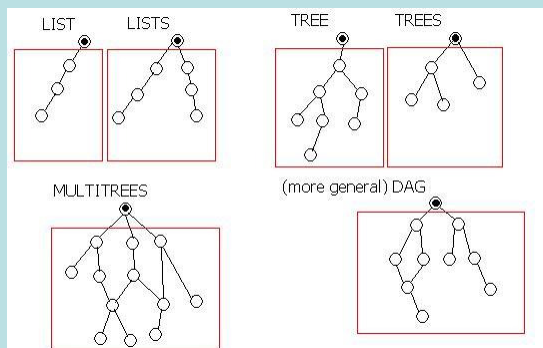 LIST
LISTS
TREE
TREES
MULTITREES
(more general) DAG